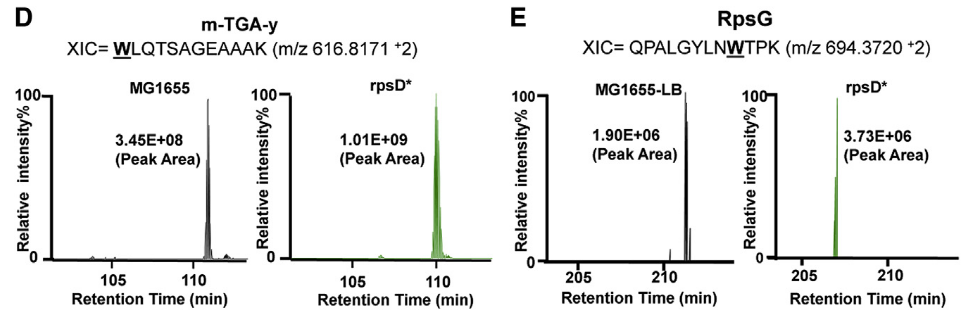 D
m-TGA-y
XIC= WLQTSAGEAAAK (m/z 616.8171 +2)
MG1655
rpsD*
Relative intensity%
100
0
3.45E+08
(Peak Area)
105
110
Retention Time (min)
Relative intensity%
100
0
1.01E+09
(Peak Area)
105
110
Retention Time (min)
E
RpsG
XIC= QPALGYLNWTPK (m/z 694.3720 +2)
MG1655-LB
rpsD*
Relative intensity%
100
0
1.90E+06
(Peak Area)
205
210
Retention Time (min)
Relative intensity%
100
0
3.73E+06
(Peak Area)
205
210
Retention Time (min)